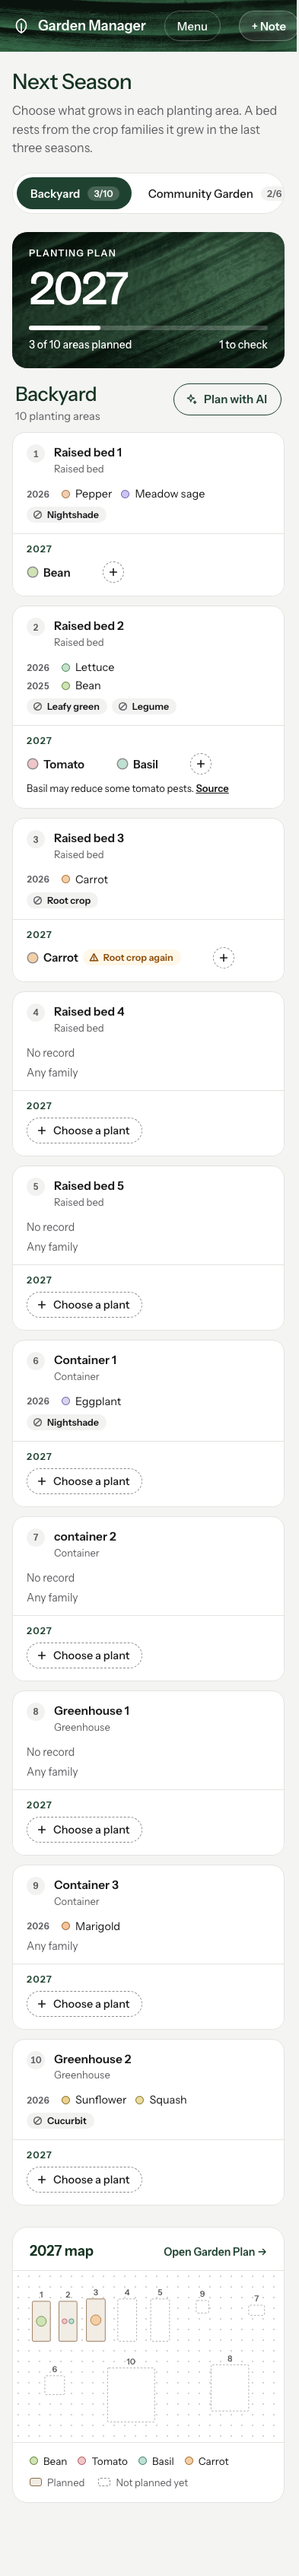 Garden Manager
Menu
+ Note
Next Season
Choose what grows in each planting area. A bed
rests from the crop families it grew in the last
three seasons.
Backyard 3/10
Community Garden 2/6
PLANTING PLAN
2027
3 of 10 areas planned
1 to check
Backyard
10 planting areas
Plan with AI
1 Raised bed 1
Raised bed
2026 Pepper Meadow sage
Nightshade
2027
Bean +
2 Raised bed 2
Raised bed
2026 Lettuce
2025 Bean
Leafy green Legume
2027
Tomato Basil +
Basil may reduce some tomato pests. Source
3 Raised bed 3
Raised bed
2026 Carrot
Root crop
2027
Carrot Root crop again +
4 Raised bed 4
Raised bed
No record
Any family
2027
+ Choose a plant
5 Raised bed 5
Raised bed
No record
Any family
2027
+ Choose a plant
6 Container 1
Container
2026 Eggplant
Nightshade
2027
+ Choose a plant
7 container 2
Container
No record
Any family
2027
+ Choose a plant
8 Greenhouse 1
Greenhouse
No record
Any family
2027
+ Choose a plant
9 Container 3
Container
2026 Marigold
Any family
2027
+ Choose a plant
10 Greenhouse 2
Greenhouse
2026 Sunflower Squash
Cucurbit
2027
+ Choose a plant
2027 map
Open Garden Plan →
1 2 3 4 5 9 7
6 10 8
Bean Tomato Basil Carrot
Planned Not planned yet